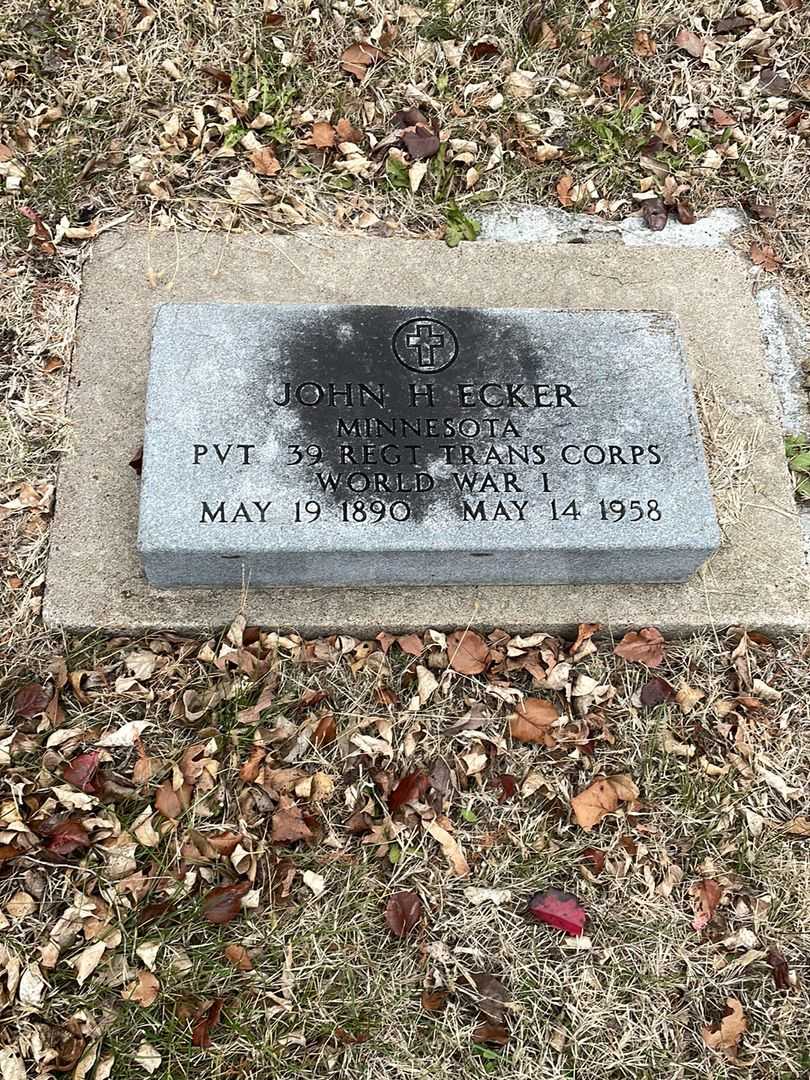 JOHN H ECKER
MINNESOTA
PVT 39 REGT TRANS CORPS
WORLD WAR I
MAY 19 1890 MAY 14 1958